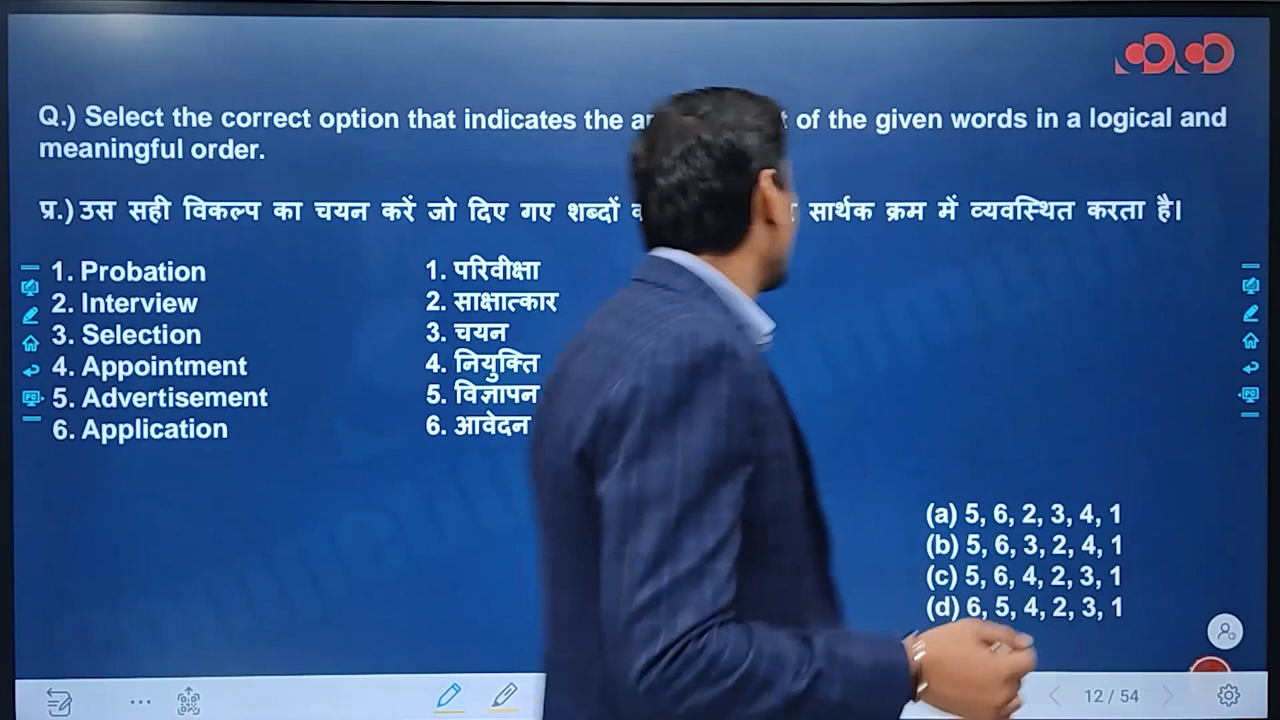 Q.) Select the correct option that indicates the of the given words in a logical and
meaningful order.
प्र.) उस सही विकल्प का चयन करें जो दिए गए शब्दों सार्थक क्रम में व्यवस्थित करता है।
1. Probation
2. Interview
3. Selection
4. Appointment
5. Advertisement
6. Application
1. परिवीक्षा
2. साक्षात्कार
3. चयन
4. नियुक्ति
5. विज्ञापन
6. आवेदन
(a) 5, 6, 2, 3, 4, 1
(b) 5, 6, 3, 2, 4, 1
(c) 5, 6, 4, 2, 3, 1
(d) 6, 5, 4, 2, 3, 1
12 / 54